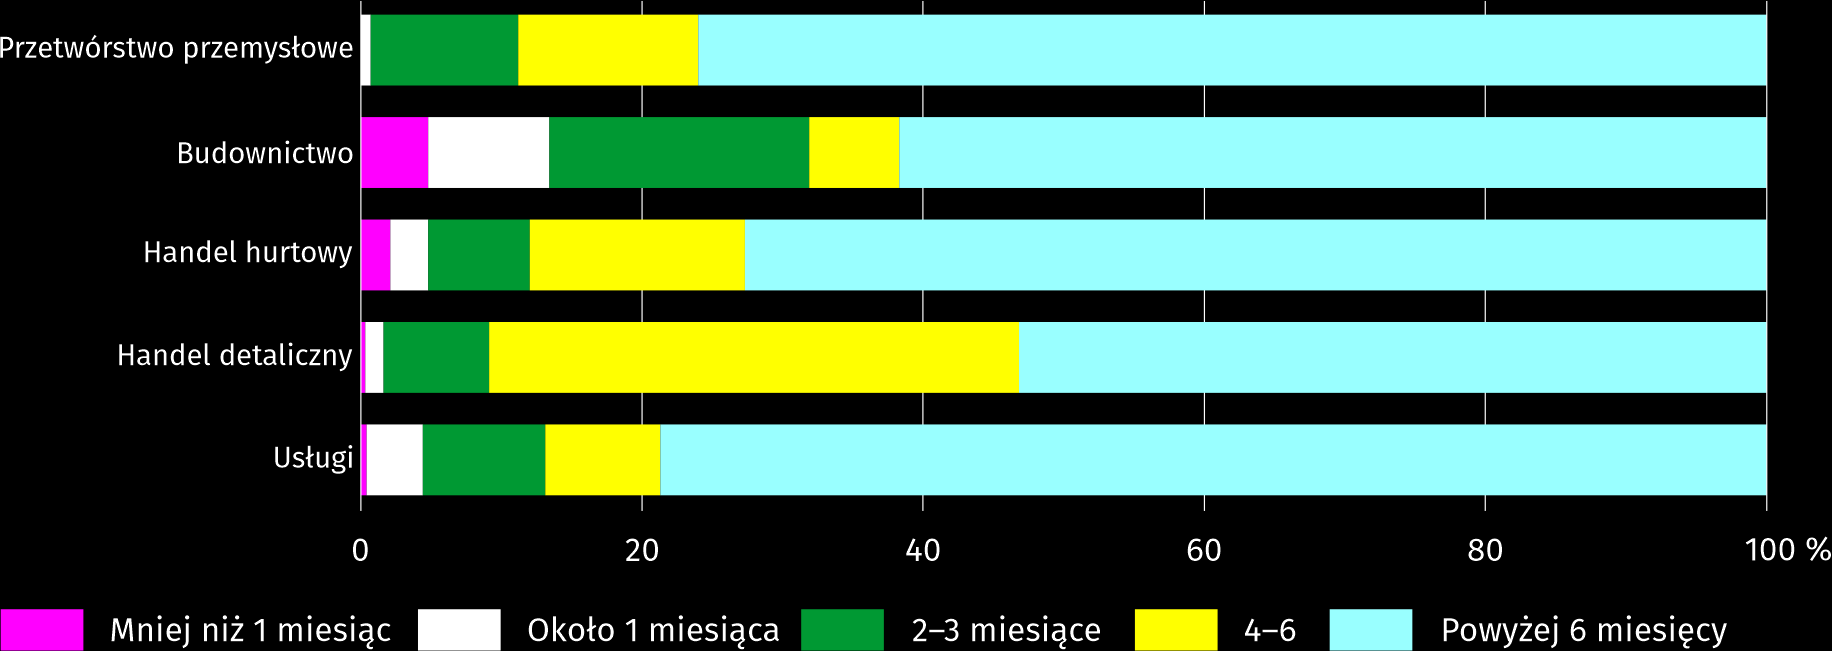 Przetwórstwo przemysłowe
Budownictwo
Handel hurtowy
Handel detaliczny
Usługi
0 20 40 60 80 100 %
Mniej niż 1 miesiąc Około 1 miesiąca 2–3 miesiące 4–6 Powyżej 6 miesięcy